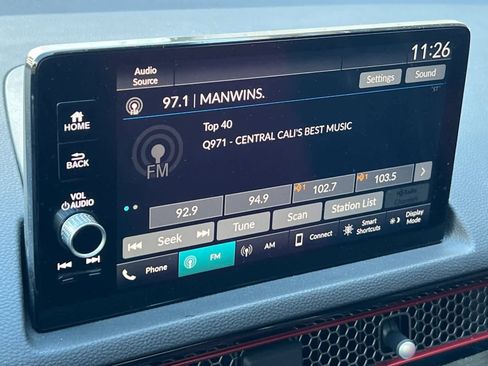 11:26
Audio
Source
Settings
Sound
97.1 | MANWINS.
HOME
Top 40
Q971 - CENTRAL CALI'S BEST MUSIC
FM
BACK
VOL
AUDIO
92.9
94.9
102.7
103.5
Seek
Tune
Scan
Station List
Phone
FM
AM
Connect
Smart
Shortcuts
Display
Mode